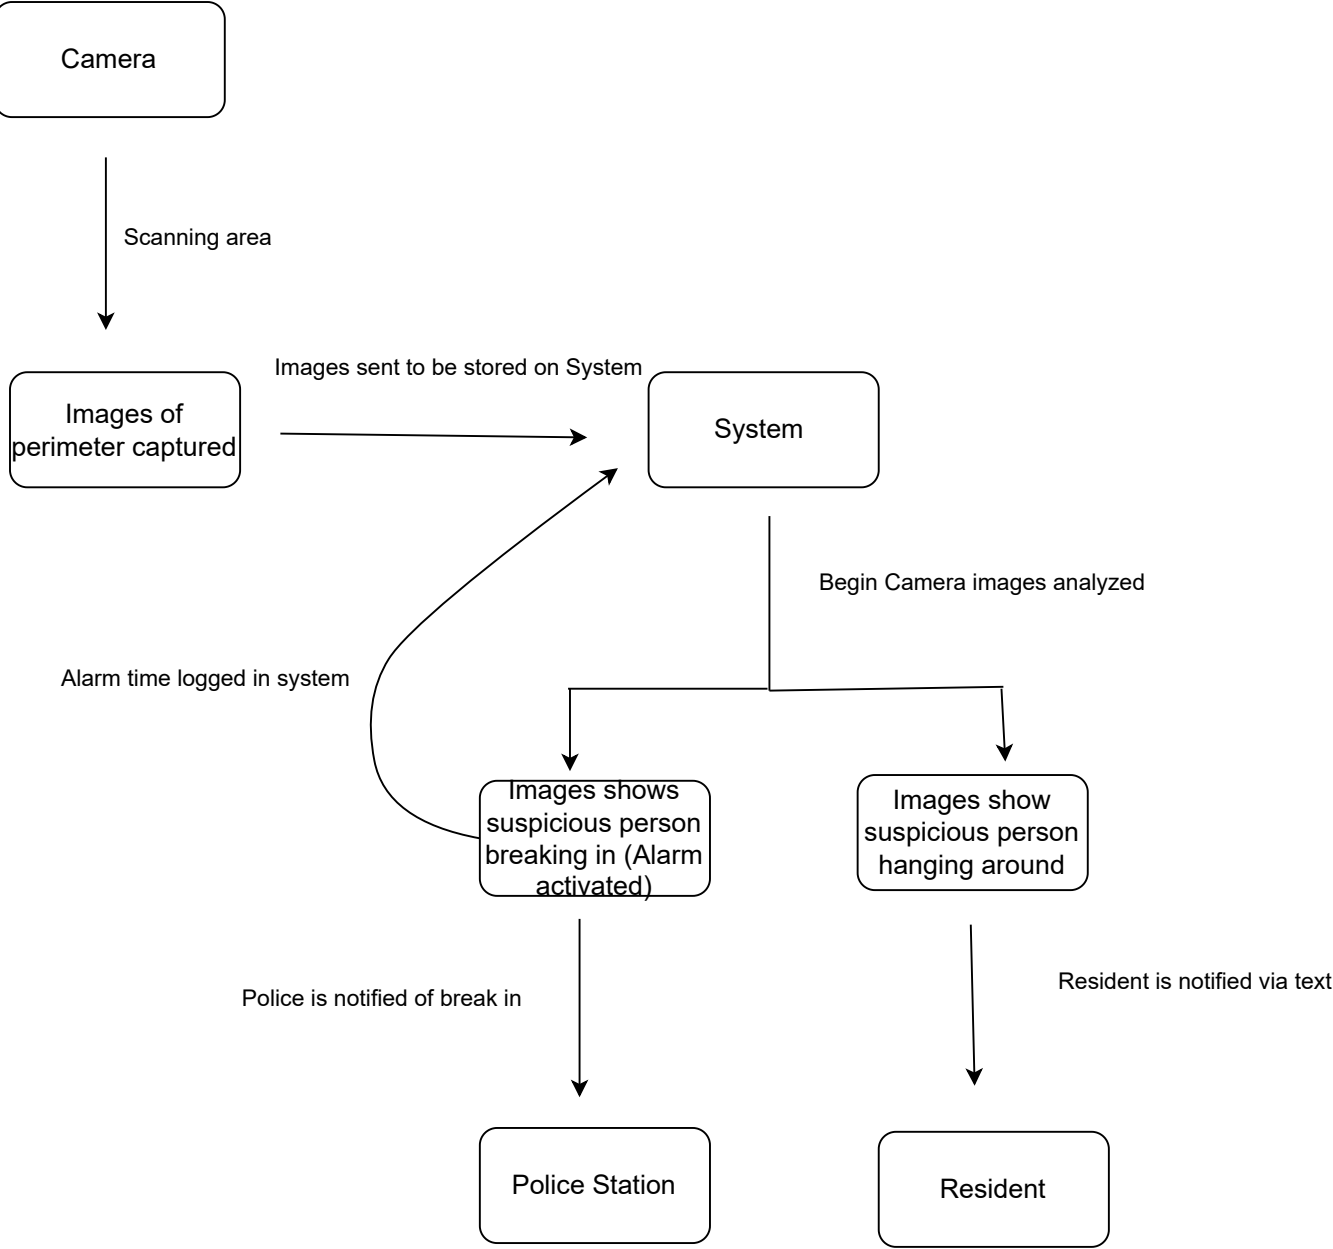 Camera
Scanning area
Images sent to be stored on System
Images of
perimeter captured
System
Begin Camera images analyzed
Alarm time logged in system
Images shows
suspicious person
breaking in (Alarm
activated)
Images show
suspicious person
hanging around
Police is notified of break in
Resident is notified via text
Police Station
Resident